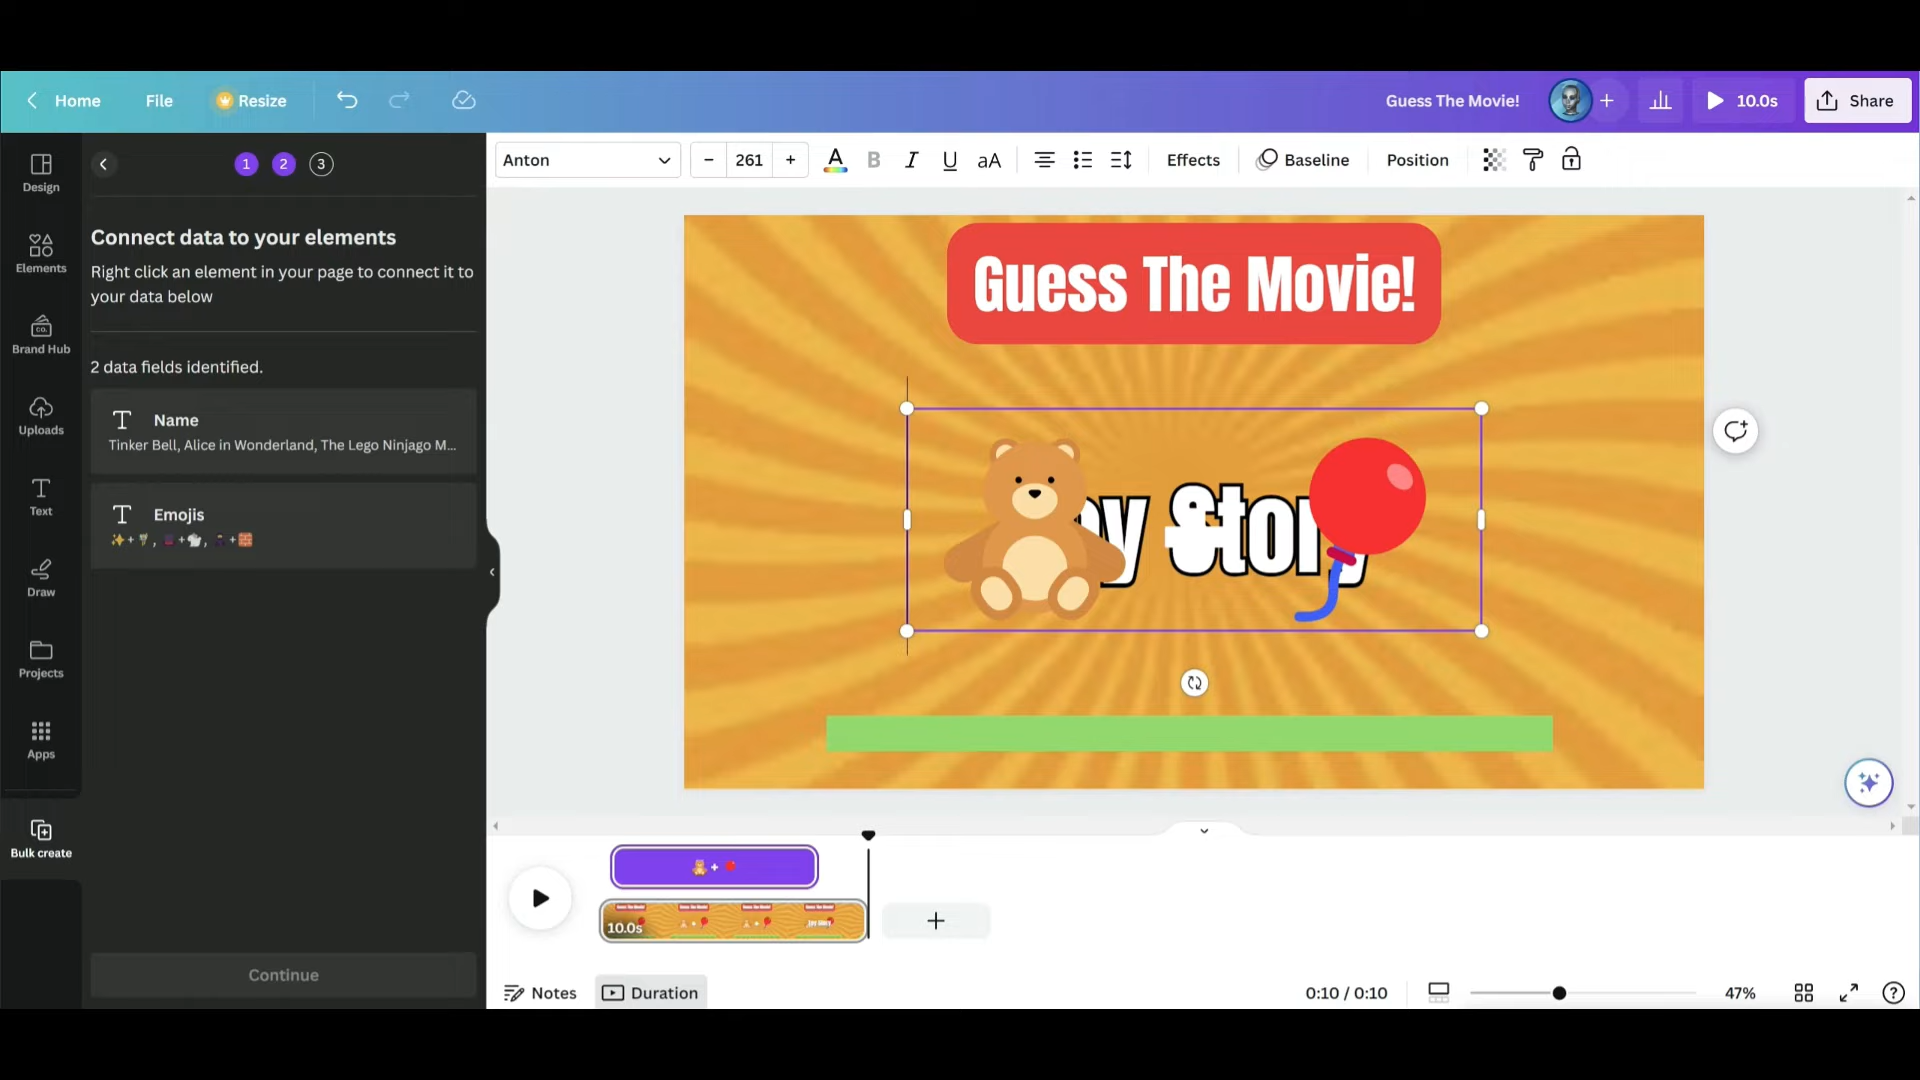 Home File Resize Guess The Movie! + 10.0s Share
1 2 3
Anton - 261 + A B I U aA Effects Baseline Position
Design
Elements
Brand Hub
Uploads
Text
Draw
Projects
Apps
Bulk create
Connect data to your elements
Right click an element in your page to connect it to
your data below
2 data fields identified.
T Name
Tinker Bell, Alice in Wonderland, The Lego Ninjago M...
T Emojis
✨+🧚, 🎩+🐇, 🥷+🧱
Continue
Guess The Movie!
y Story
🧸 + 🎈
10.0s
+
Notes Duration 0:10 / 0:10 47% ?